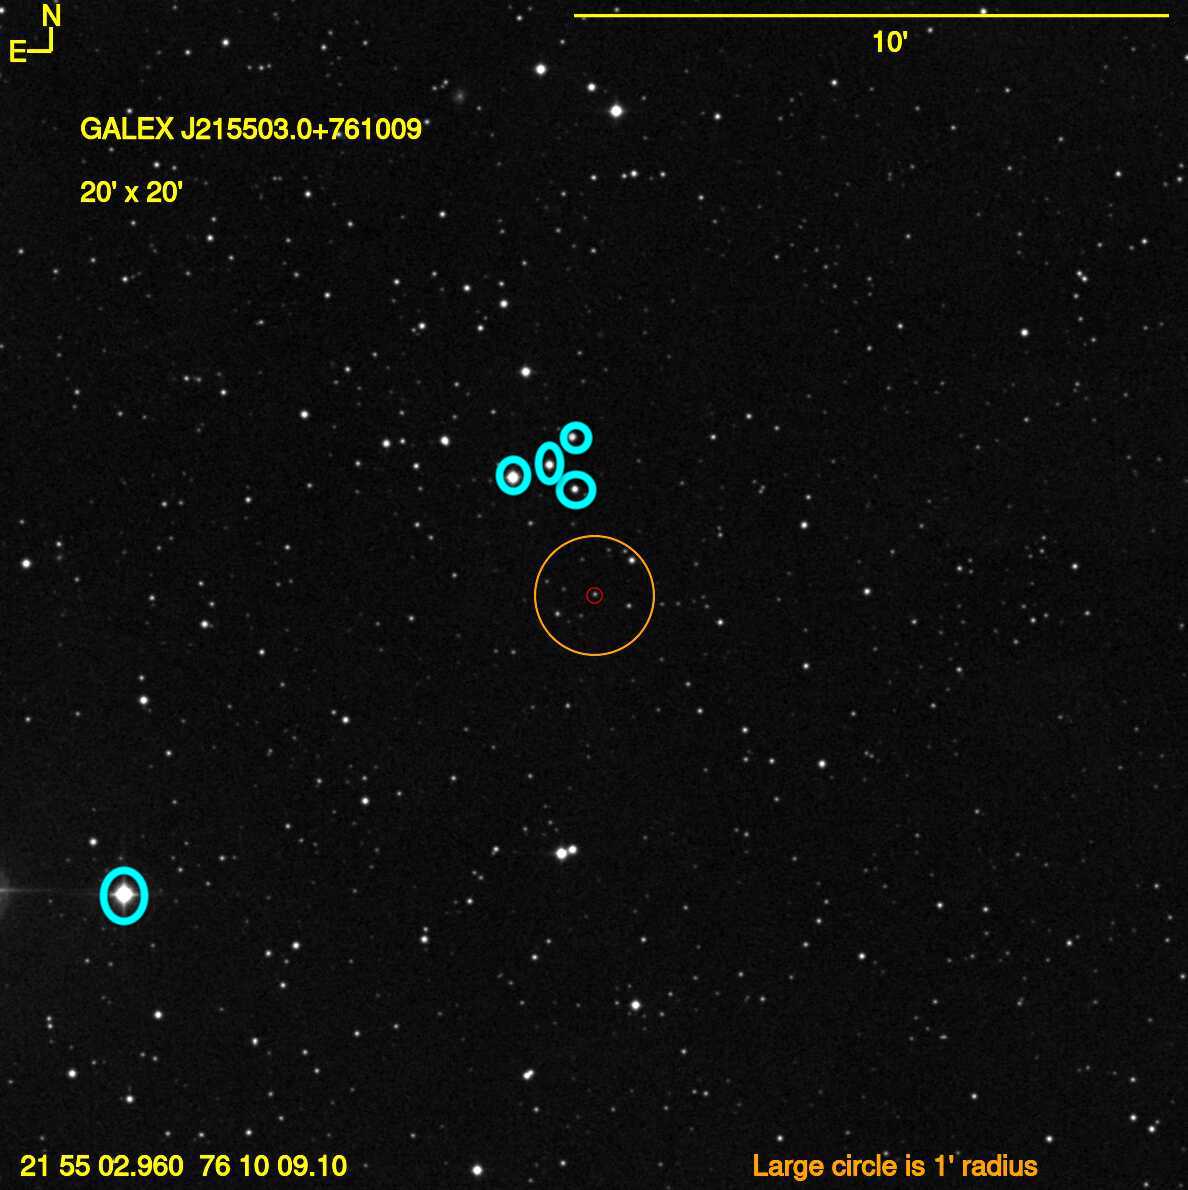 N
E
10'
GALEX J215503.0+761009
20' x 20'
21 55 02.960 76 10 09.10
Large circle is 1' radius